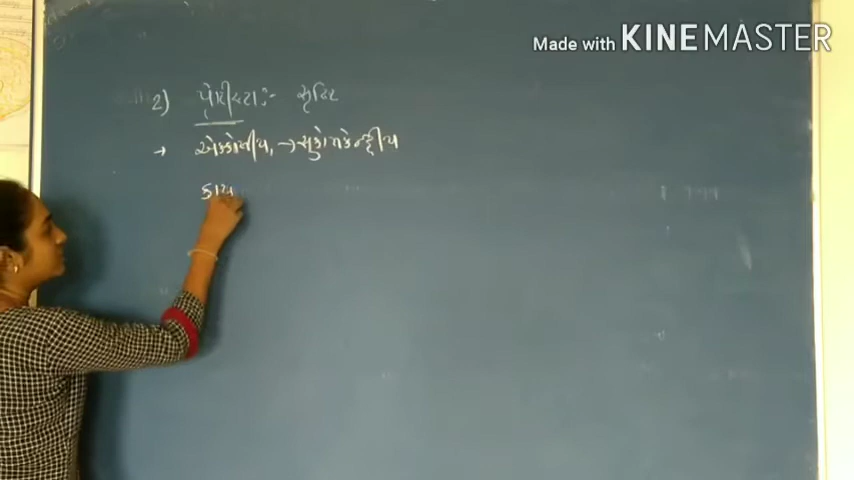 Made with KINEMASTER
2) પ્રોટીસ્ટા :- સૃષ્ટિ
→ એકકોષીય, → સુકોષકેન્દ્રીય
કાય